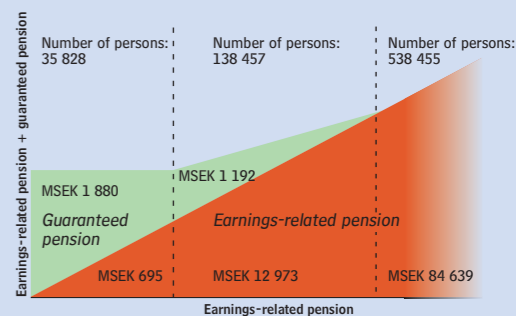 Number of persons:
35 828
Number of persons:
138 457
Number of persons:
538 455
Earnings-related pension + guaranteed pension
MSEK 1 880
MSEK 1 192
Guaranteed
pension
Earnings-related pension
MSEK 695
MSEK 12 973
MSEK 84 639
Earnings-related pension